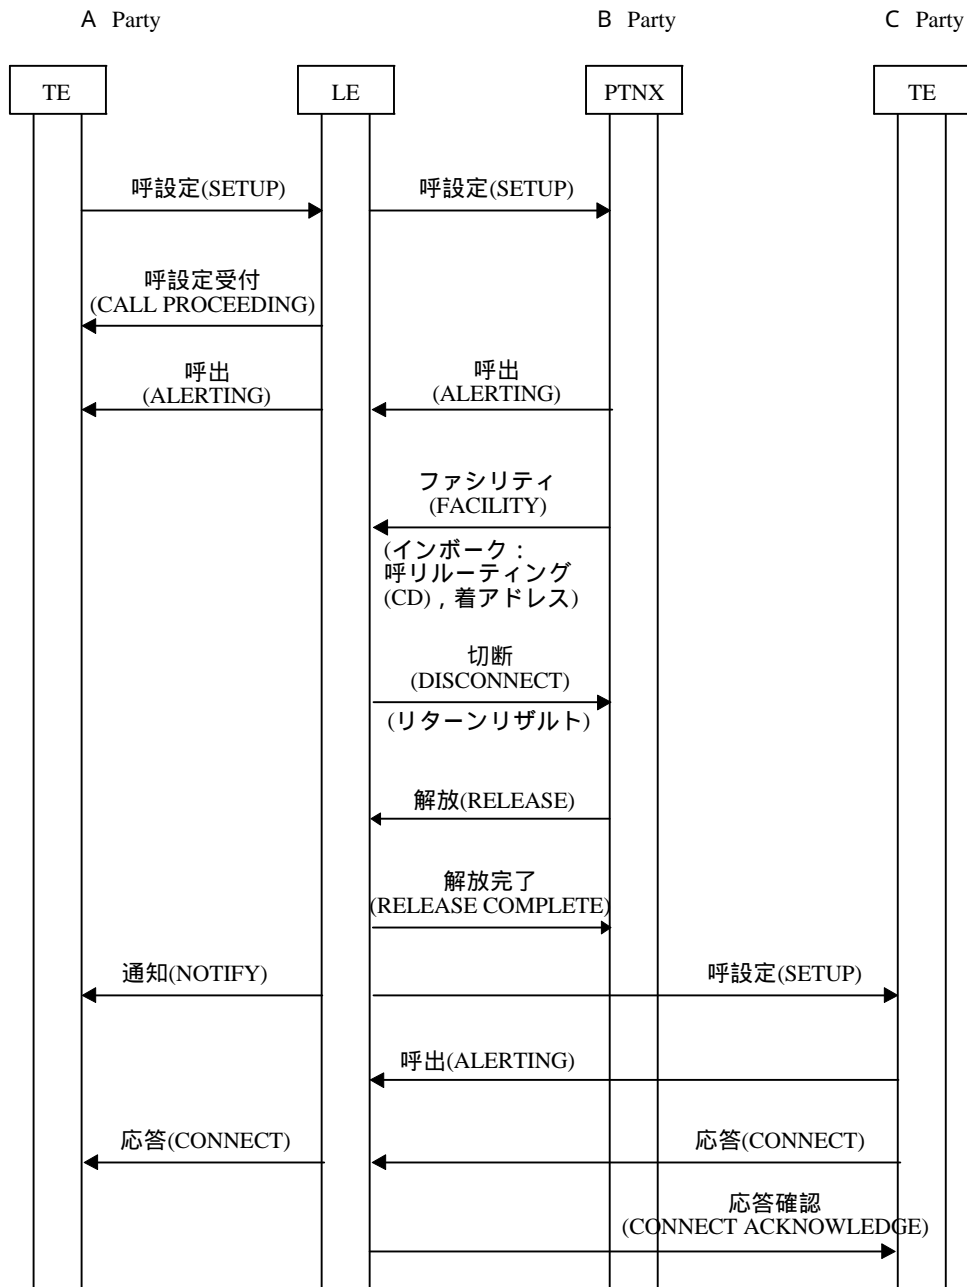 A Party
B Party
C Party
TE
LE
PTNX
TE
呼設定(SETUP)
呼設定(SETUP)
呼設定受付
(CALL PROCEEDING)
呼出
(ALERTING)
呼出
(ALERTING)
ファシリティ
(FACILITY)
(インボーク：
呼リルーティング
(CD)，着アドレス)
切断
(DISCONNECT)
(リターンリザルト)
解放(RELEASE)
解放完了
(RELEASE COMPLETE)
通知(NOTIFY)
呼設定(SETUP)
呼出(ALERTING)
応答(CONNECT)
応答(CONNECT)
応答確認
(CONNECT ACKNOWLEDGE)